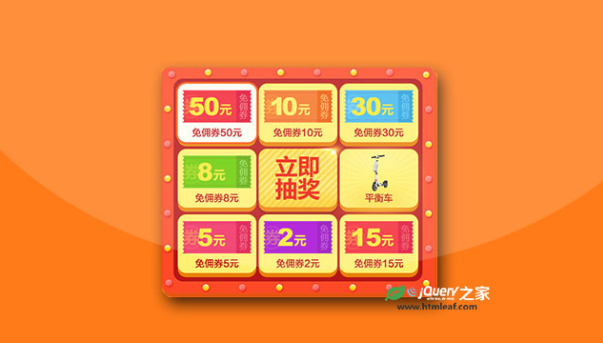 50元
免佣券
免佣券50元
10元
免佣券
免佣券10元
30元
免佣券
免佣券30元
券
8元
免佣券
免佣券8元
立即
抽奖
平衡车
券
5元
免佣券
免佣券5元
券
2元
免佣券
免佣券2元
15元
免佣券
免佣券15元
jQuery之家
www.htmleaf.com